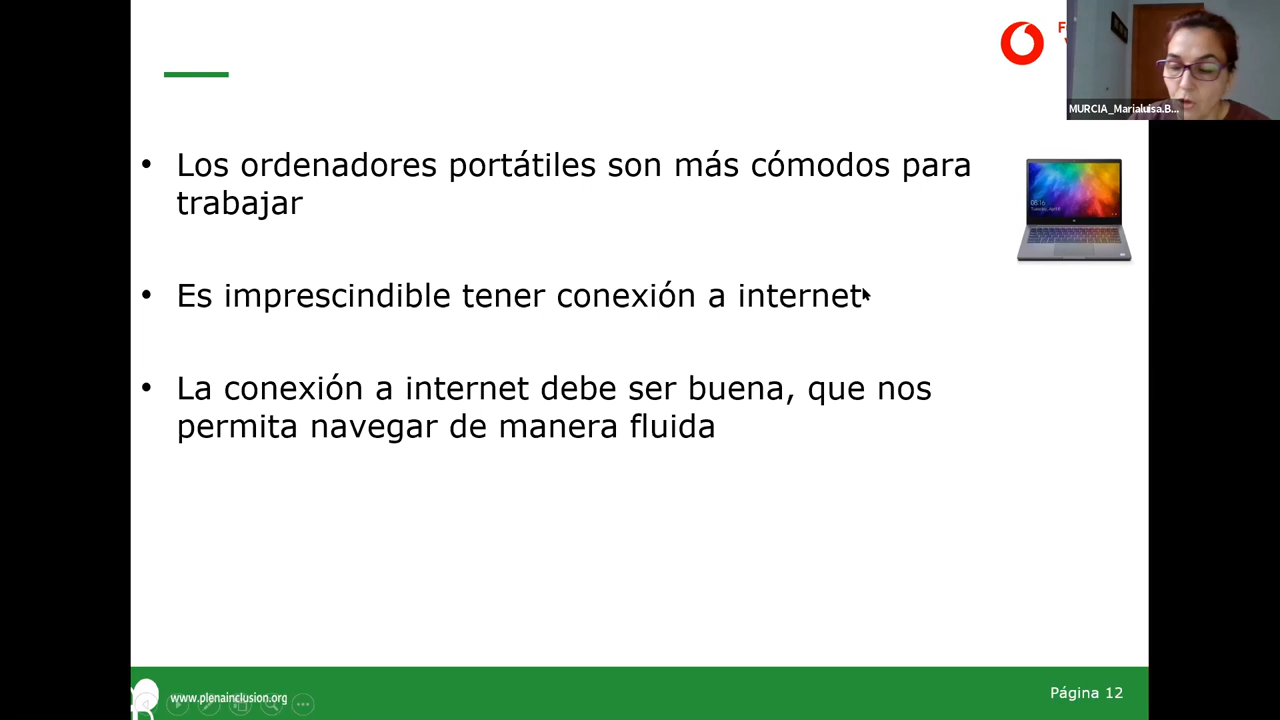 MURCIA_Marialuisa.B...
• Los ordenadores portátiles son más cómodos para
trabajar
• Es imprescindible tener conexión a internet
• La conexión a internet debe ser buena, que nos
permita navegar de manera fluida
www.plenainclusion.org
Página 12